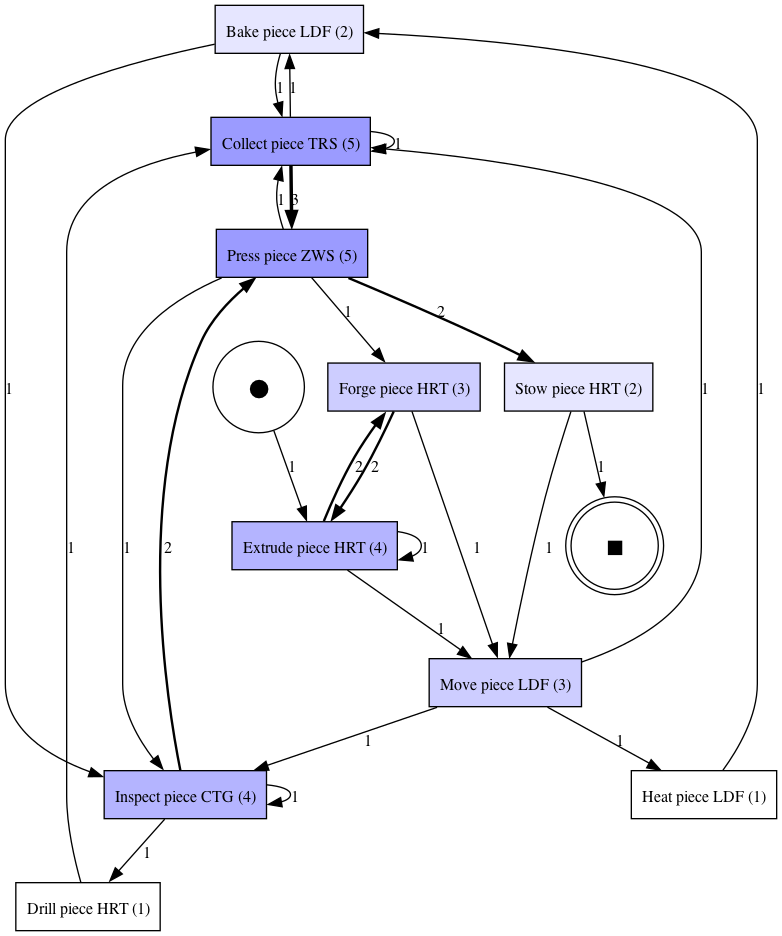 Bake piece LDF (2)
1 1
Collect piece TRS (5)
1
1 3
Press piece ZWS (5)
1
2
1
Forge piece HRT (3)
Stow piece HRT (2)
1
1
1
1
2 2
1
Extrude piece HRT (4)
1
1
1
1
1
2
1
Move piece LDF (3)
1
1
Inspect piece CTG (4)
1
Heat piece LDF (1)
1
Drill piece HRT (1)